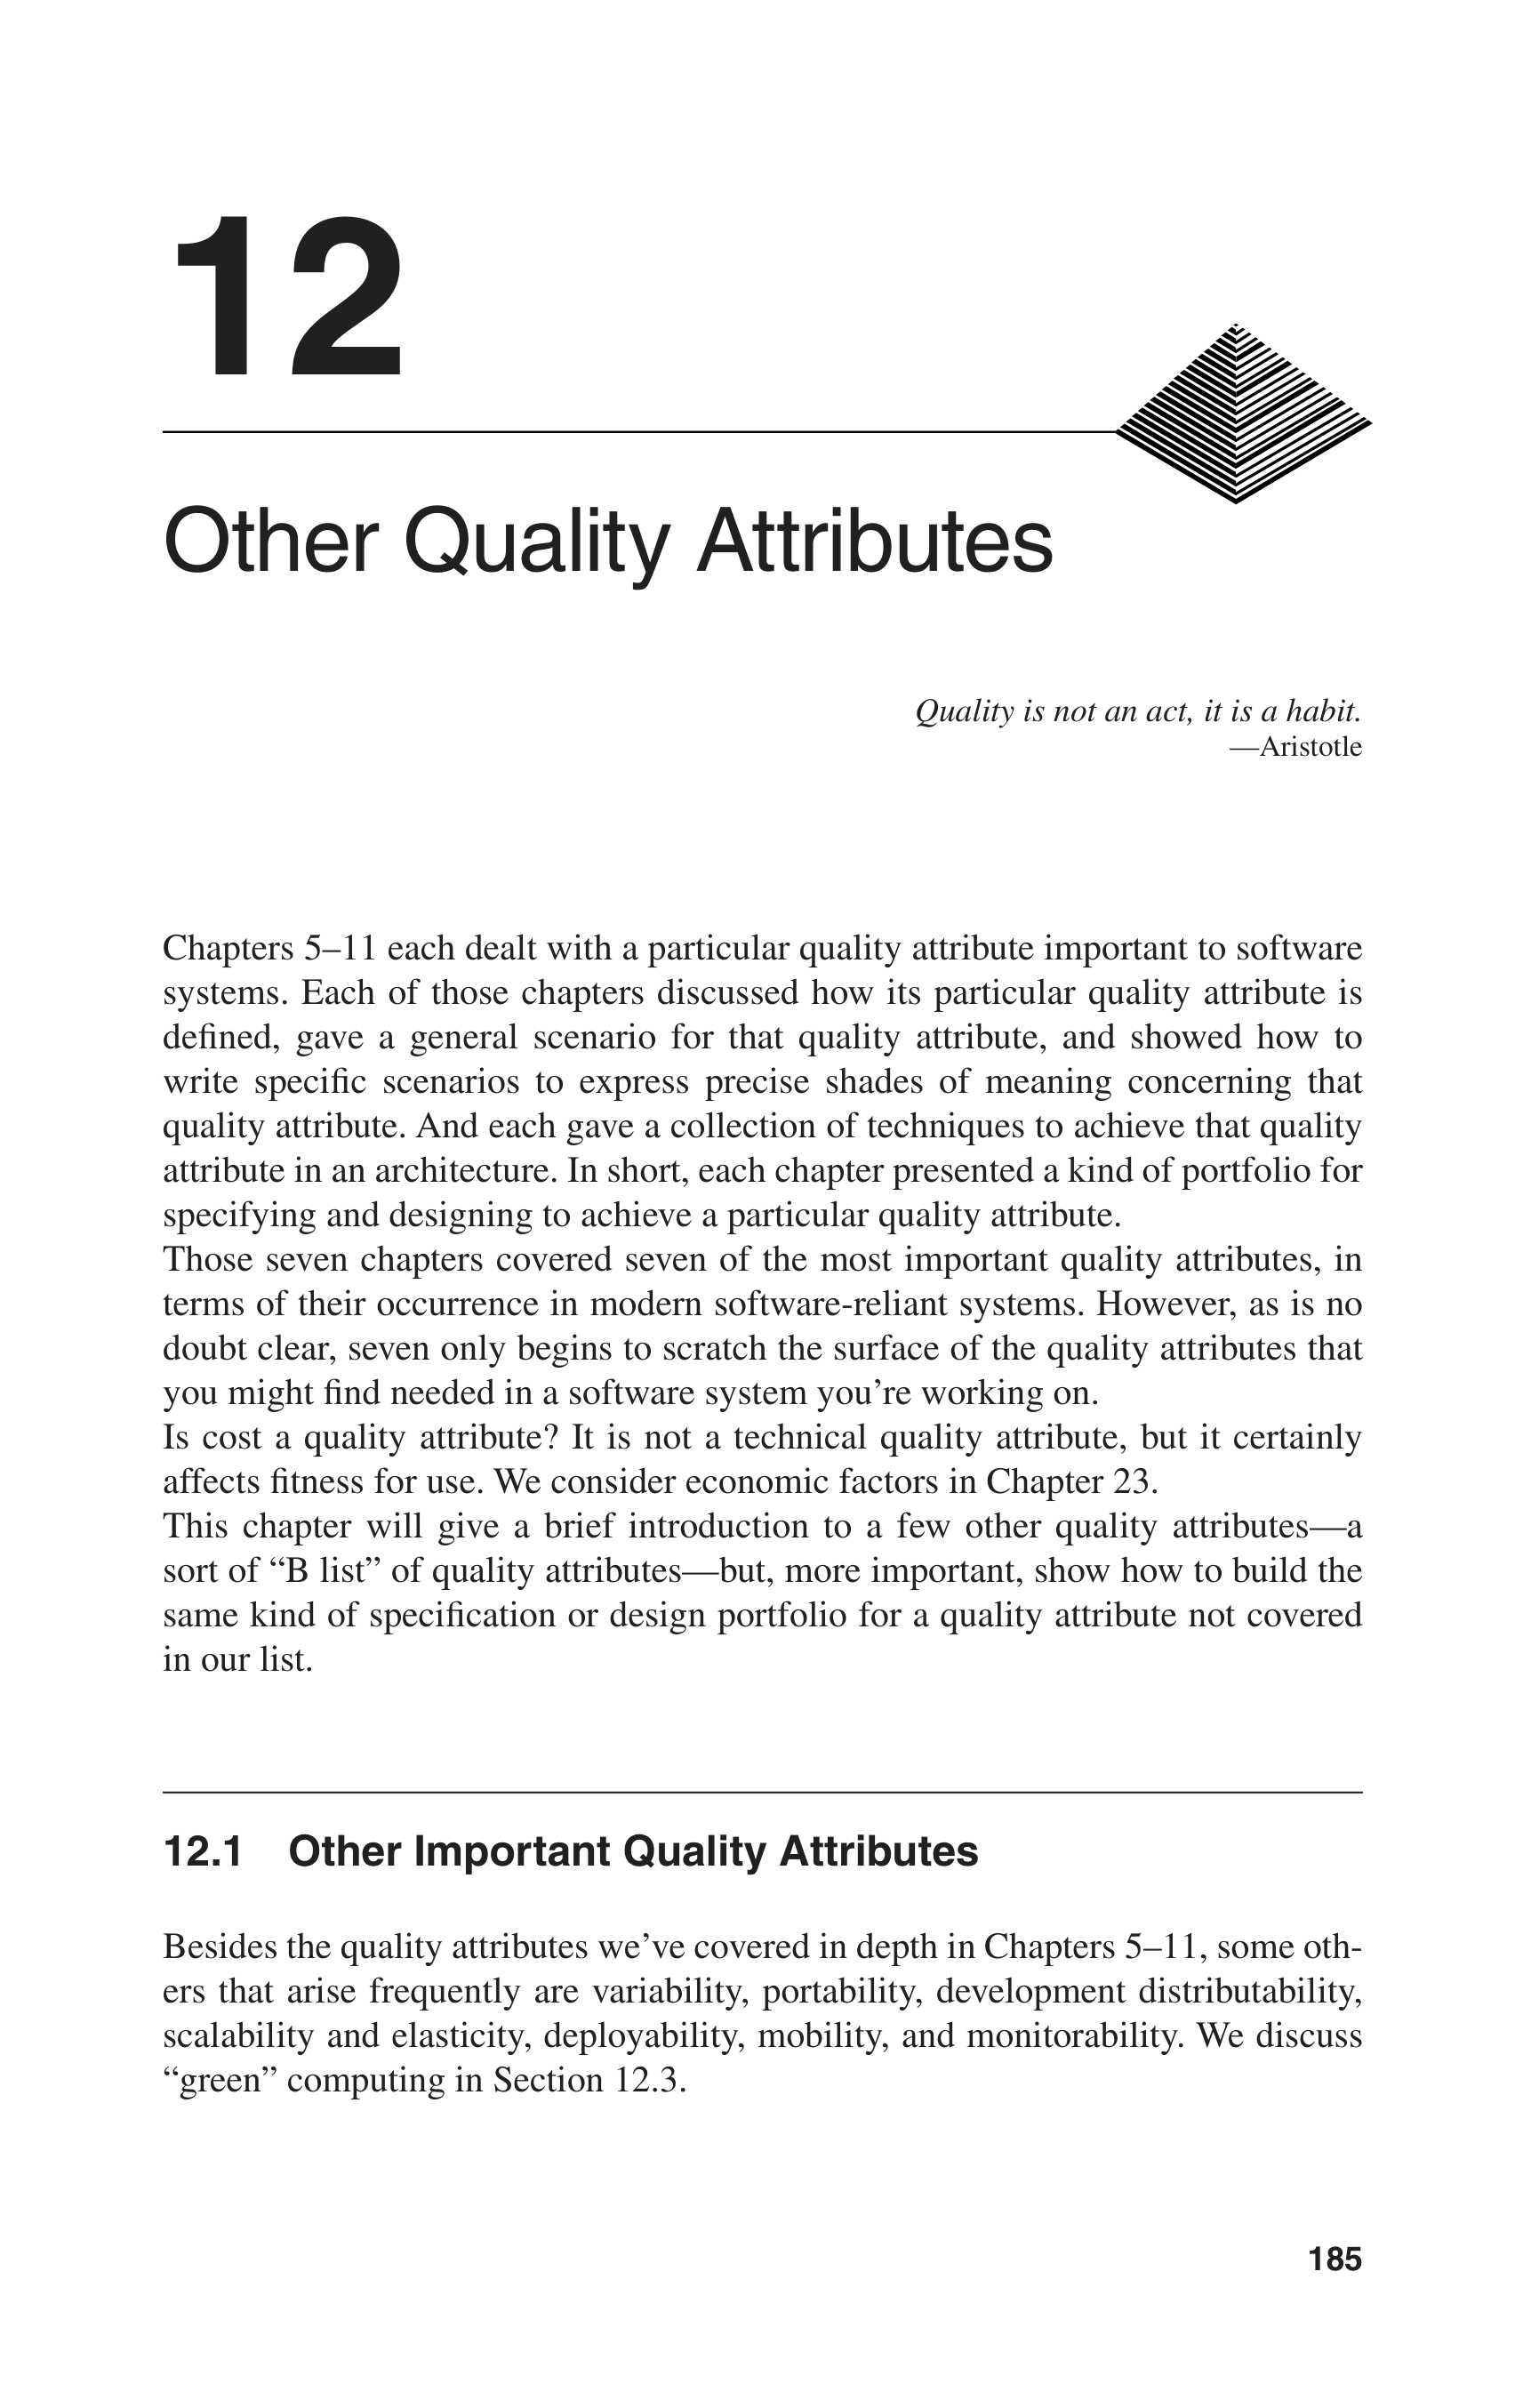 12
Other Quality Attributes
Quality is not an act, it is a habit.
—Aristotle
Chapters 5–11 each dealt with a particular quality attribute important to software
systems. Each of those chapters discussed how its particular quality attribute is
defined, gave a general scenario for that quality attribute, and showed how to
write specific scenarios to express precise shades of meaning concerning that
quality attribute. And each gave a collection of techniques to achieve that quality
attribute in an architecture. In short, each chapter presented a kind of portfolio for
specifying and designing to achieve a particular quality attribute.
Those seven chapters covered seven of the most important quality attributes, in
terms of their occurrence in modern software-reliant systems. However, as is no
doubt clear, seven only begins to scratch the surface of the quality attributes that
you might find needed in a software system you’re working on.
Is cost a quality attribute? It is not a technical quality attribute, but it certainly
affects fitness for use. We consider economic factors in Chapter 23.
This chapter will give a brief introduction to a few other quality attributes—a
sort of “B list” of quality attributes—but, more important, show how to build the
same kind of specification or design portfolio for a quality attribute not covered
in our list.
12.1 Other Important Quality Attributes
Besides the quality attributes we’ve covered in depth in Chapters 5–11, some oth-
ers that arise frequently are variability, portability, development distributability,
scalability and elasticity, deployability, mobility, and monitorability. We discuss
“green” computing in Section 12.3.
185